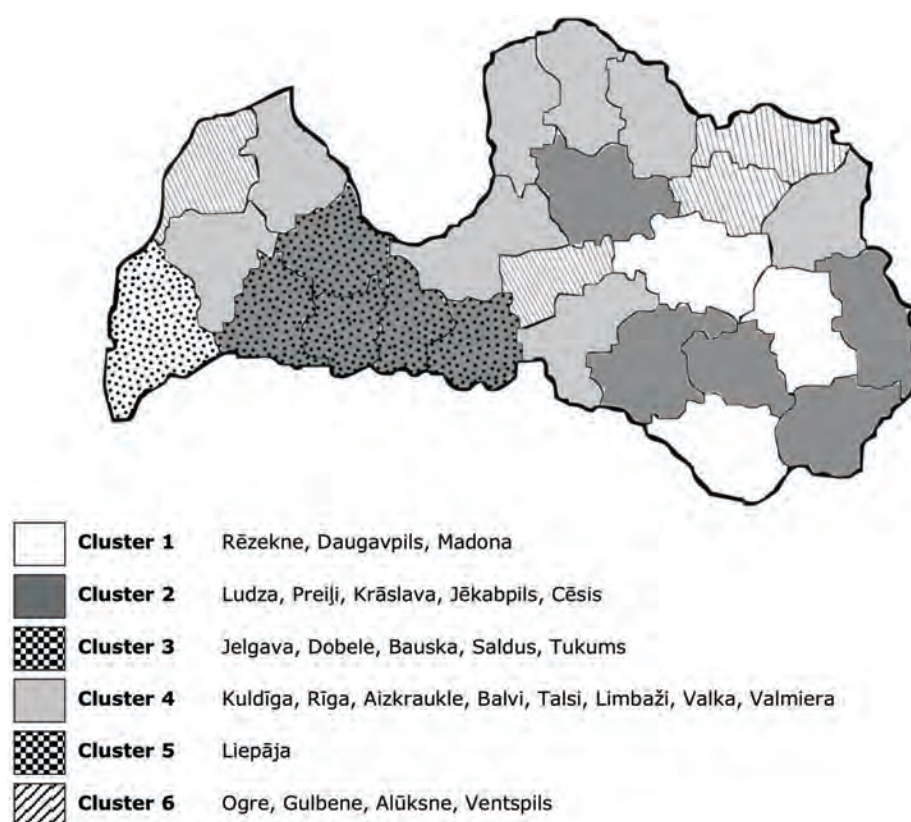 Cluster 1 Rēzekne, Daugavpils, Madona
Cluster 2 Ludza, Preiļi, Krāslava, Jēkabpils, Cēsis
Cluster 3 Jelgava, Dobele, Bauska, Saldus, Tukums
Cluster 4 Kuldīga, Rīga, Aizkraukle, Balvi, Talsi, Limbaži, Valka, Valmiera
Cluster 5 Liepāja
Cluster 6 Ogre, Gulbene, Alūksne, Ventspils